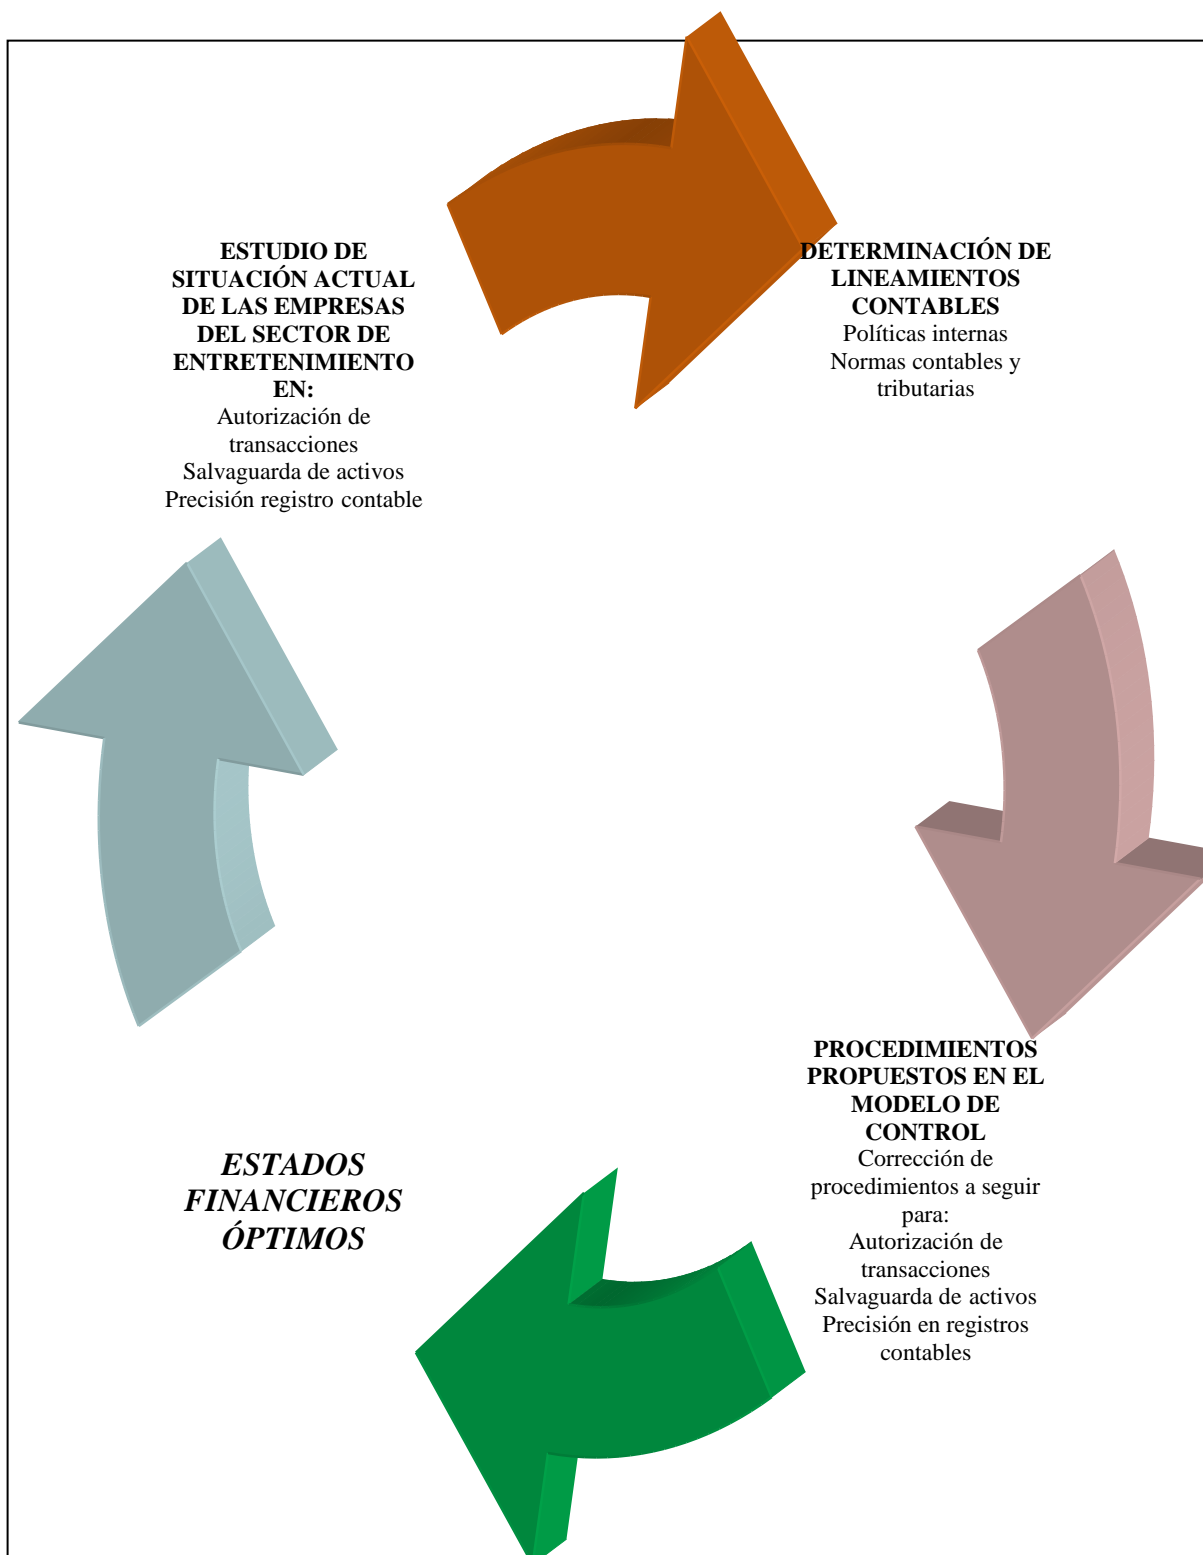 ESTUDIO DE
SITUACIÓN ACTUAL
DE LAS EMPRESAS
DEL SECTOR DE
ENTRETENIMIENTO
EN:
Autorización de
transacciones
Salvaguarda de activos
Precisión registro contable
DETERMINACIÓN DE
LINEAMIENTOS
CONTABLES
Políticas internas
Normas contables y
tributarias
PROCEDIMIENTOS
PROPUESTOS EN EL
MODELO DE
CONTROL
Corrección de
procedimientos a seguir
para:
Autorización de
transacciones
Salvaguarda de activos
Precisión en registros
contables
ESTADOS
FINANCIEROS
ÓPTIMOS